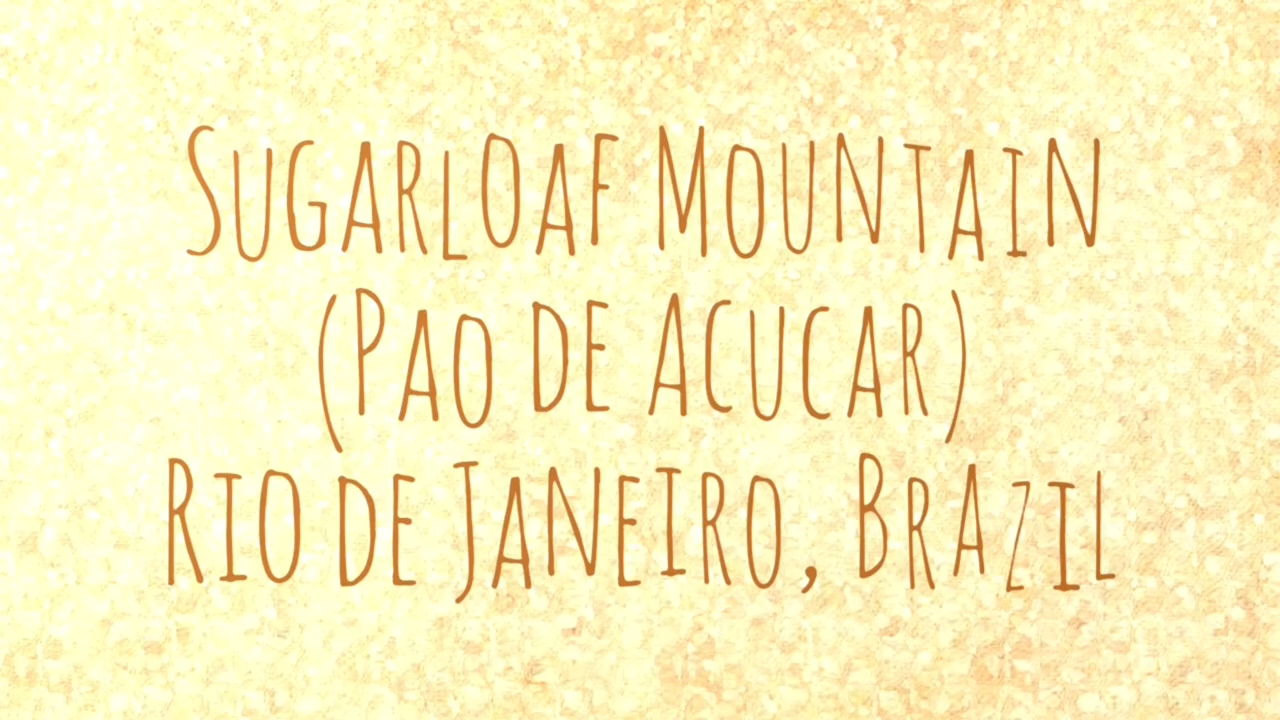 Sugarloaf Mountain
(Pao de Acucar)
Rio de Janeiro, Brazil